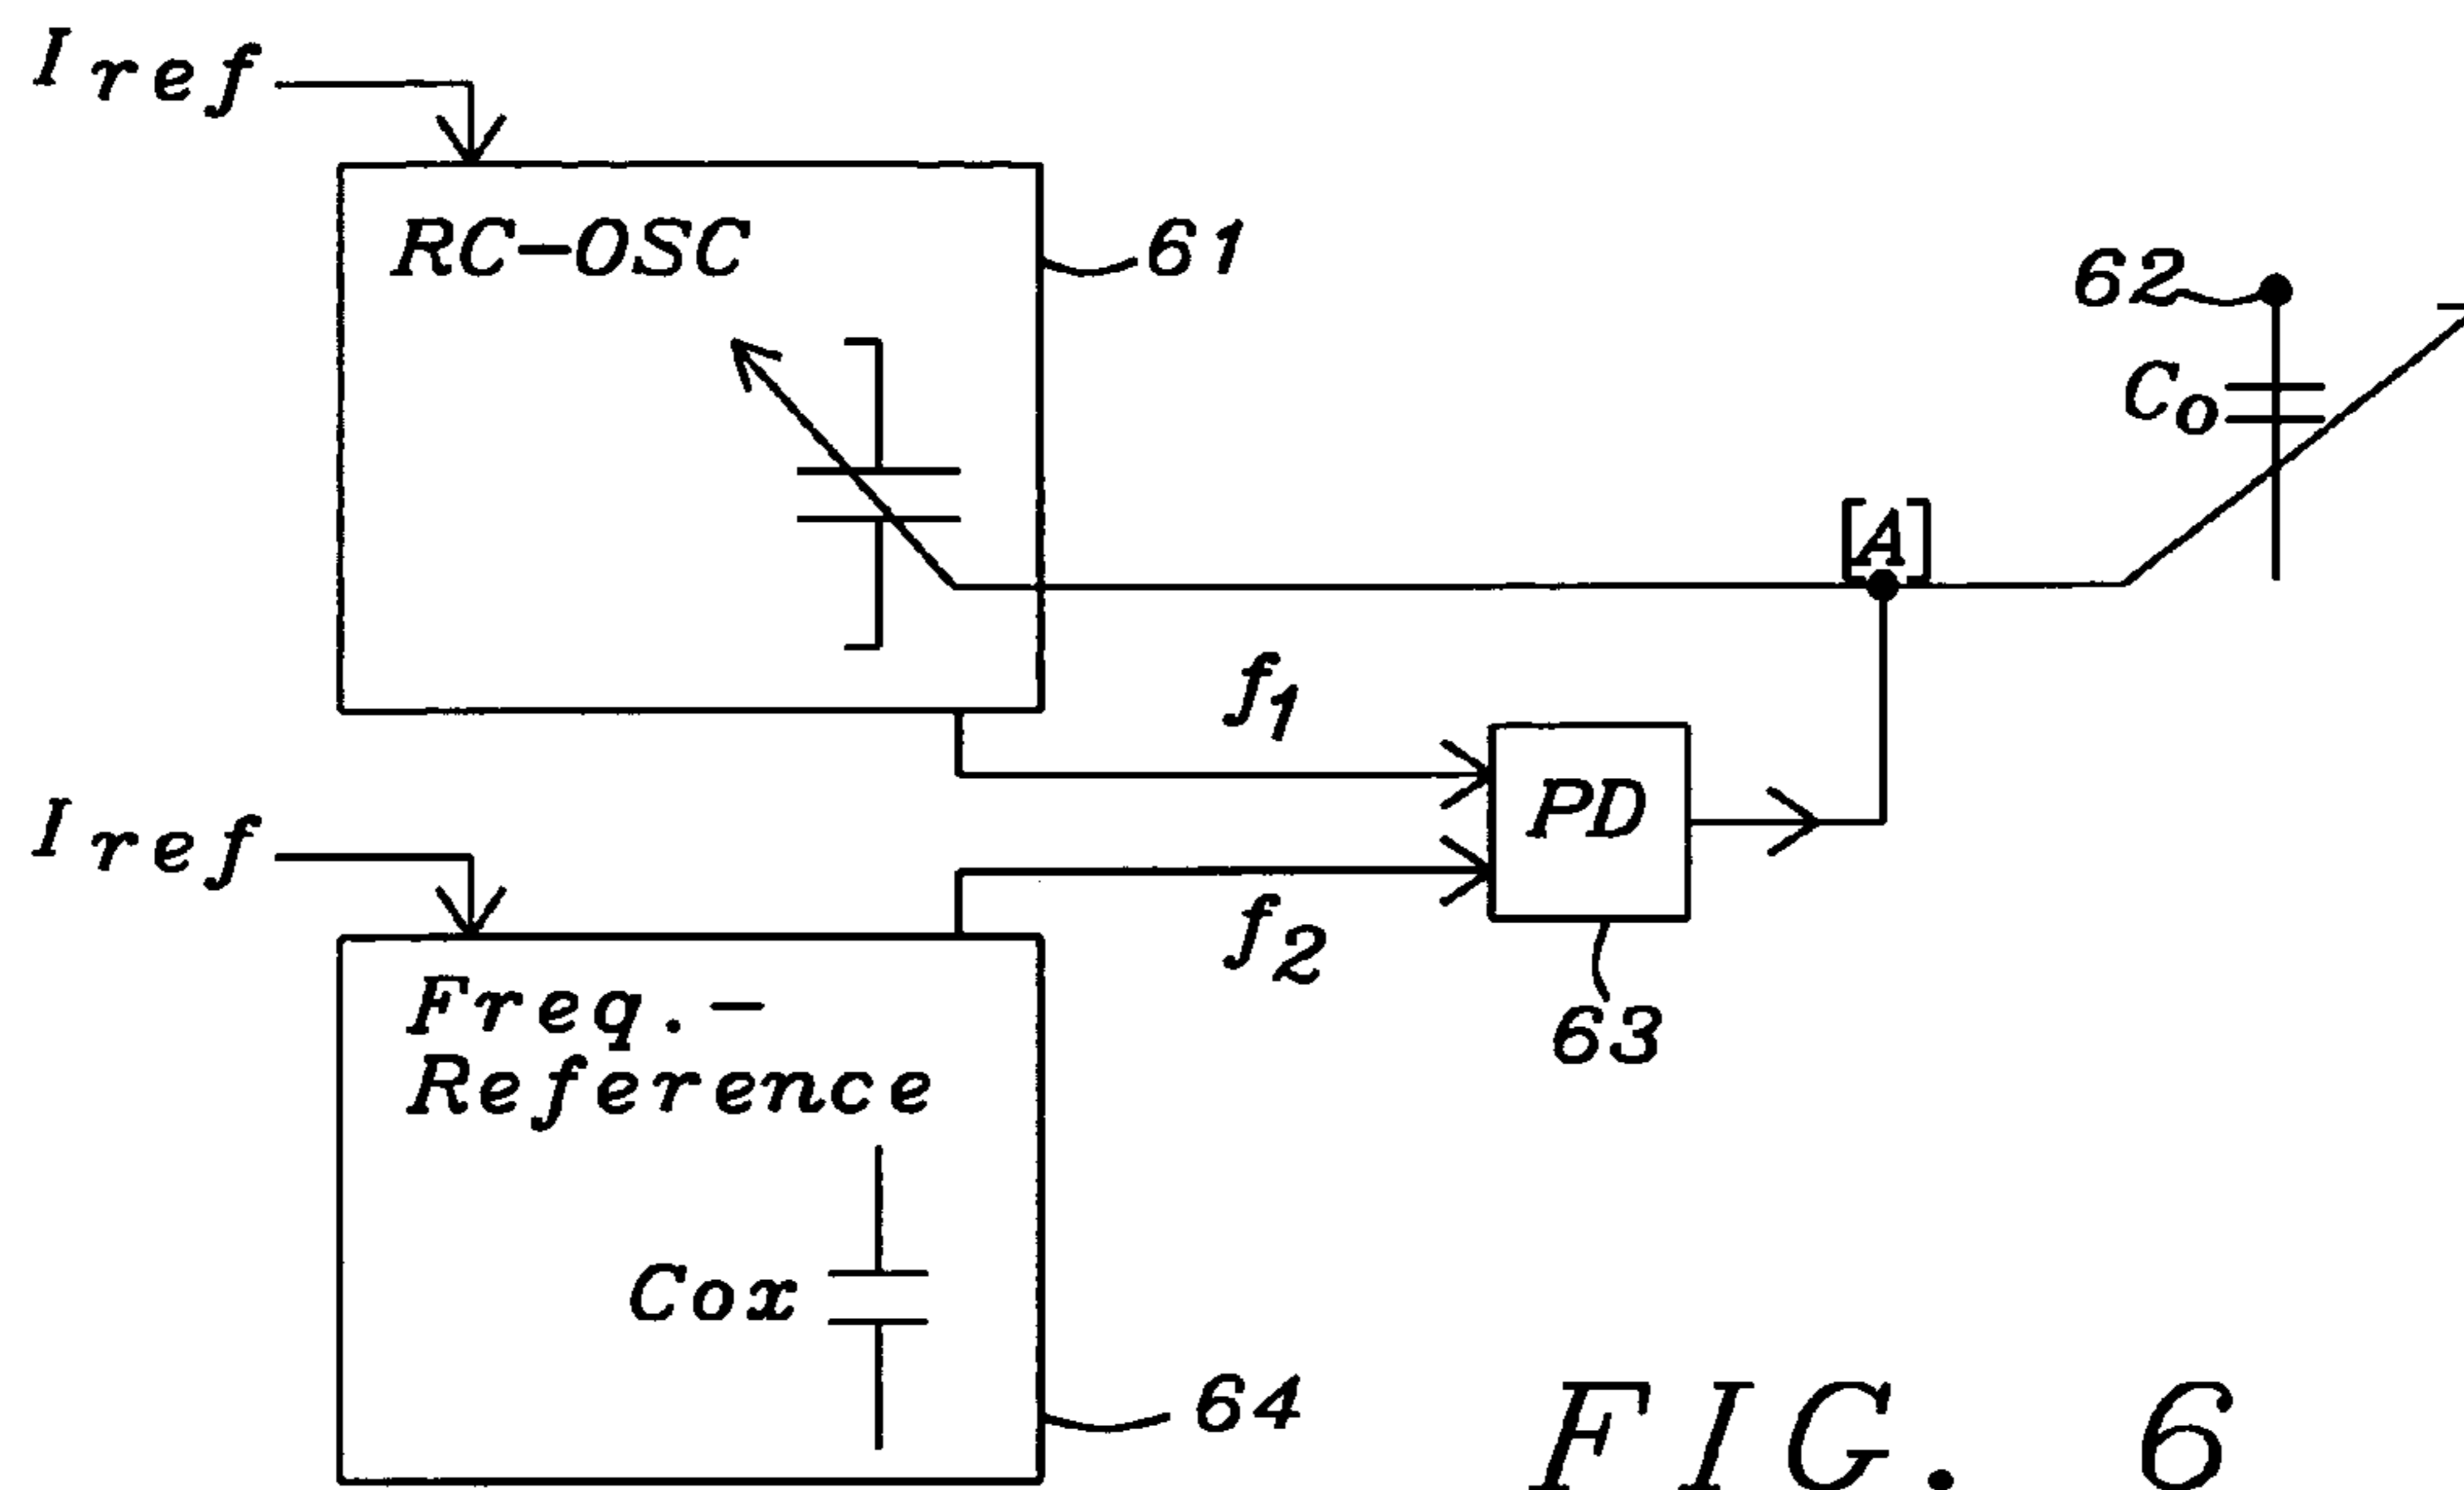 Iref
RC-OSC
61
62
Co
[A]
f1
PD
Iref
f2
63
Freq.-
Reference
Cox
64
FIG. 6